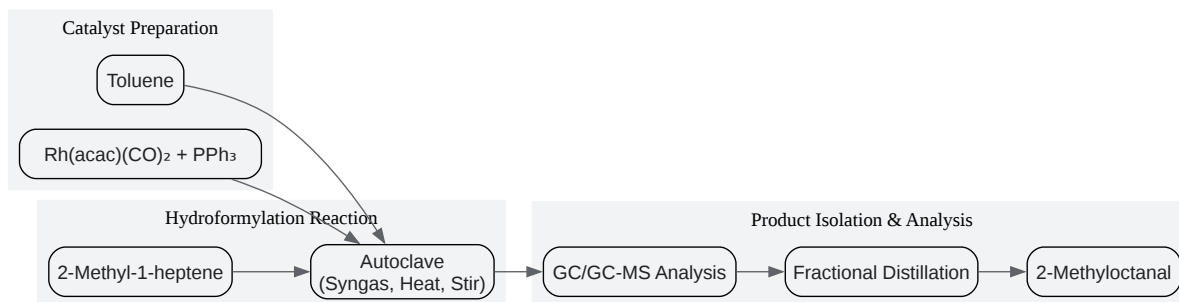 Catalyst Preparation
Toluene
Rh(acac)(CO)₂ + PPh₃
Hydroformylation Reaction
2-Methyl-1-heptene
Autoclave
(Syngas, Heat, Stir)
Product Isolation & Analysis
GC/GC-MS Analysis
Fractional Distillation
2-Methyloctanal